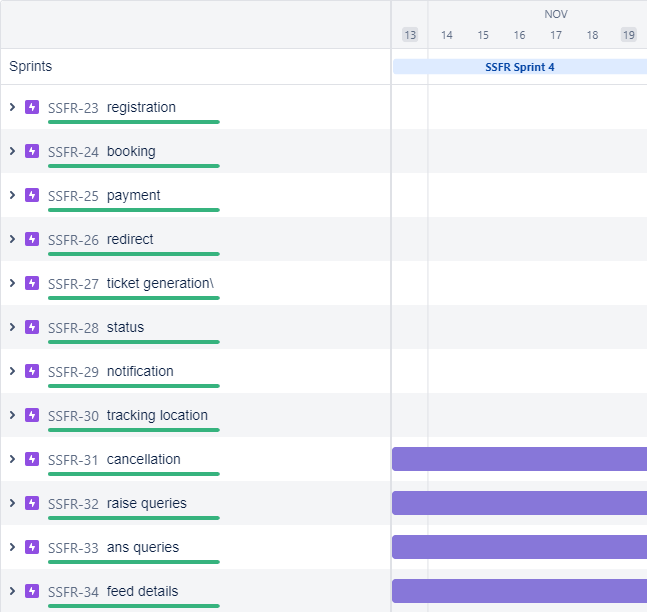 NOV
13 14 15 16 17 18 19
Sprints
SSFR Sprint 4
SSFR-23 registration
SSFR-24 booking
SSFR-25 payment
SSFR-26 redirect
SSFR-27 ticket generation\
SSFR-28 status
SSFR-29 notification
SSFR-30 tracking location
SSFR-31 cancellation
SSFR-32 raise queries
SSFR-33 ans queries
SSFR-34 feed details